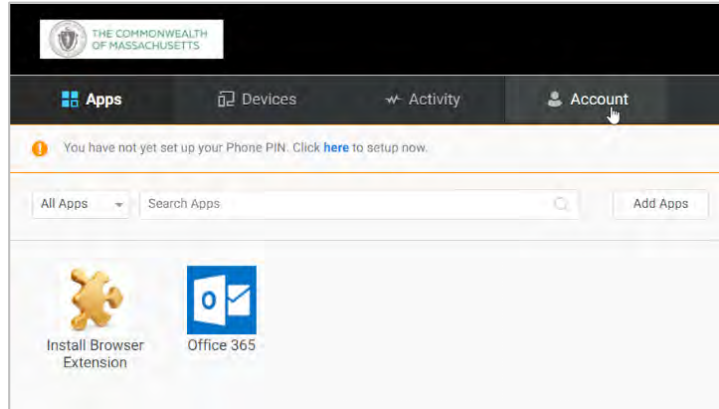 THE COMMONWEALTH
OF MASSACHUSETTS
Apps Devices Activity Account
You have not yet set up your Phone PIN. Click here to setup now.
All Apps Search Apps Add Apps
Install Browser Office 365
Extension